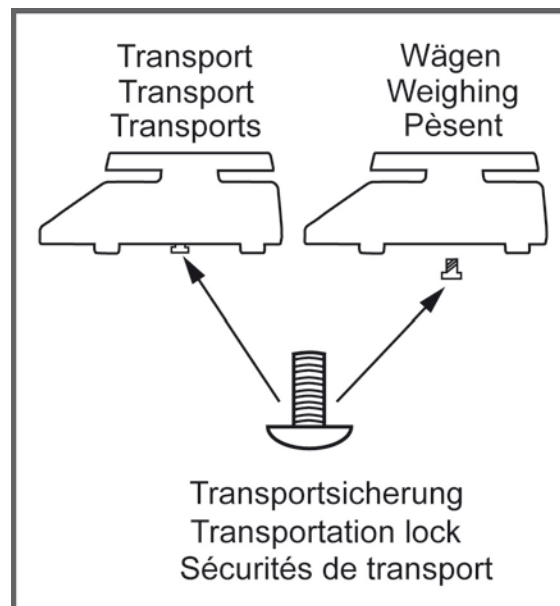 Transport
Transport
Transports
Wägen
Weighing
Pèsent
Transportsicherung
Transportation lock
Sécurités de transport